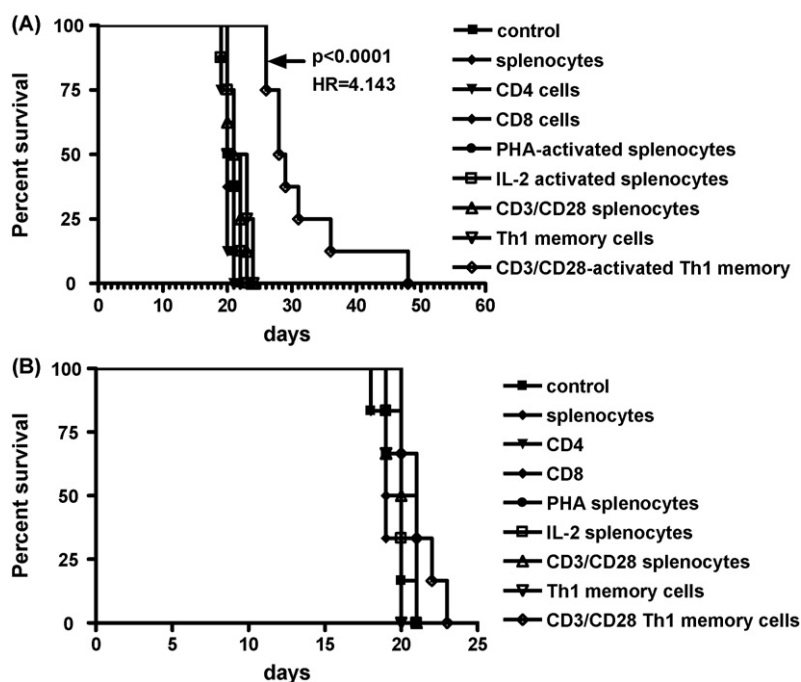 (A)
100
75
50
25
0
Percent survival
0 10 20 30 40 50 60
days
p<0.0001
HR=4.143
control
splenocytes
CD4 cells
CD8 cells
PHA-activated splenocytes
IL-2 activated splenocytes
CD3/CD28 splenocytes
Th1 memory cells
CD3/CD28-activated Th1 memory
(B)
100
75
50
25
0
Percent survival
0 5 10 15 20 25
days
control
splenocytes
CD4
CD8
PHA splenocytes
IL-2 splenocytes
CD3/CD28 splenocytes
Th1 memory cells
CD3/CD28 Th1 memory cells